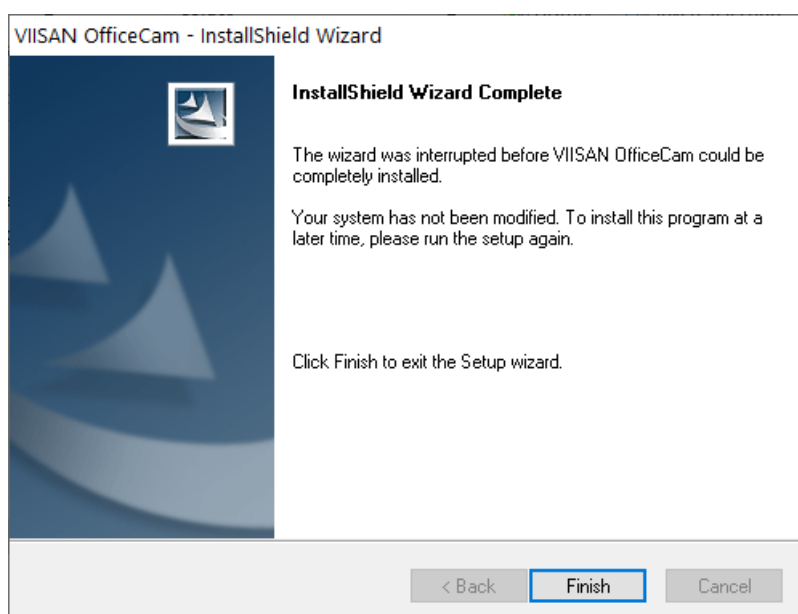 VIISAN OfficeCam - InstallShield Wizard
InstallShield Wizard Complete
The wizard was interrupted before VIISAN OfficeCam could be
completely installed.
Your system has not been modified. To install this program at a
later time, please run the setup again.
Click Finish to exit the Setup wizard.
< Back
Finish
Cancel